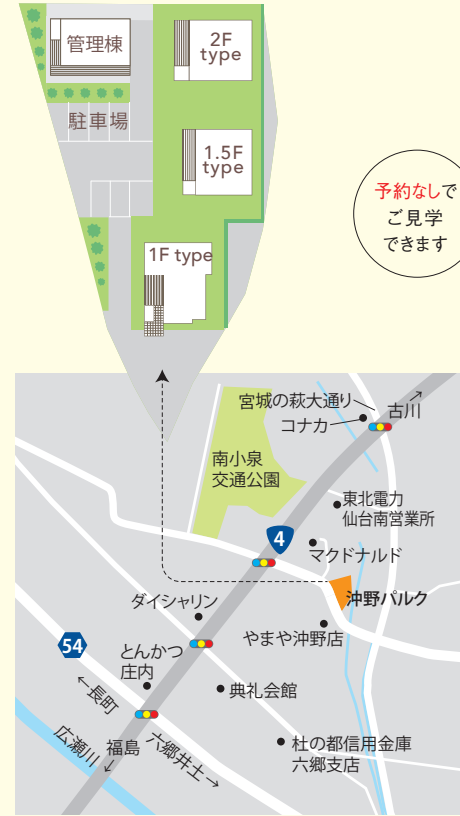 管理棟
2F
type
駐車場
1.5F
type
予約なしで
ご見学
できます
1F type
宮城の萩大通り
古川
コナカ
南小泉
交通公園
東北電力
仙台南営業所
4
マクドナルド
沖野パルク
ダイシャリン
やまや沖野店
54
とんかつ
庄内
←長町
典礼会館
広瀬川
福島
↓
六郷井土→
杜の都信用金庫
六郷支店